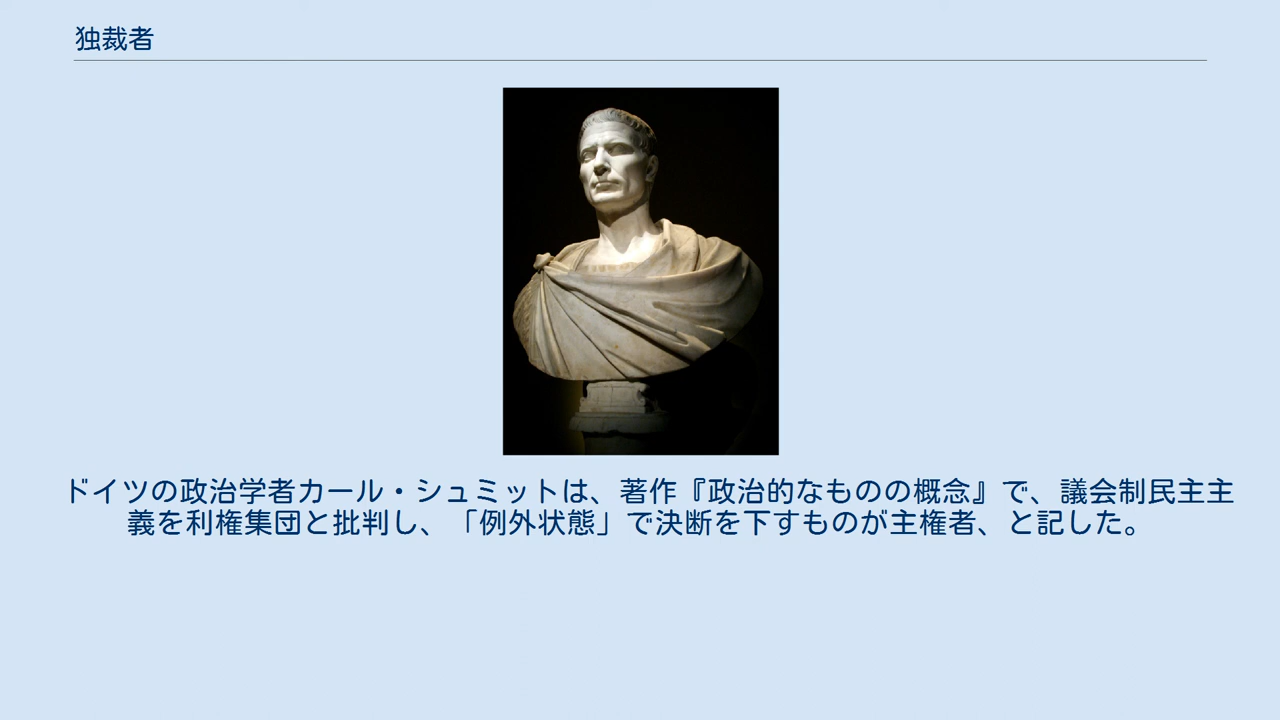 独裁者
ドイツの政治学者カール・シュミットは、著作『政治的なものの概念』で、議会制民主主
義を利権集団と批判し、「例外状態」で決断を下すものが主権者、と記した。